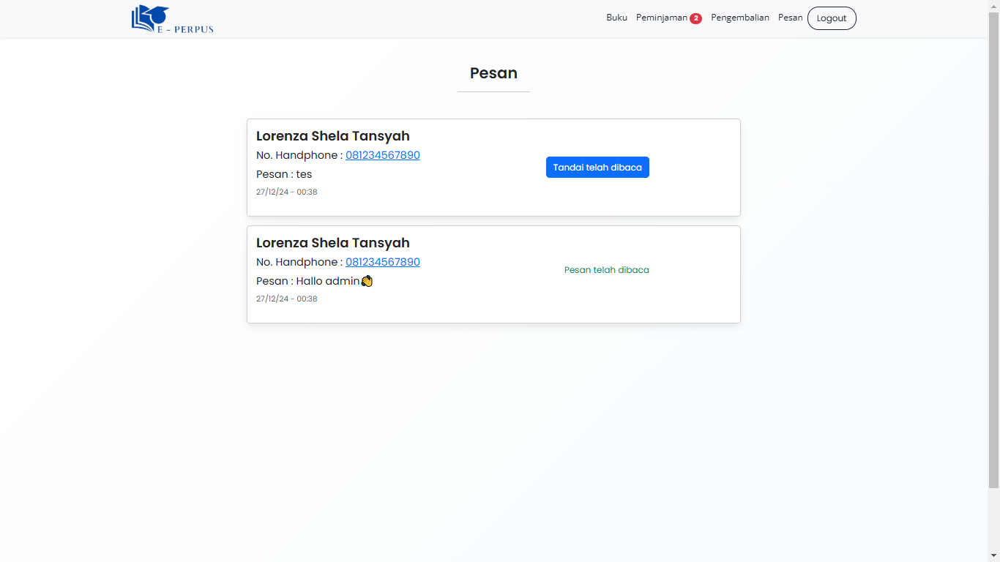 E - PERPUS
Buku Peminjaman 2 Pengembalian Pesan Logout
Pesan
Lorenza Shela Tansyah
No. Handphone : 081234567890
Pesan : tes
27/12/24 - 00:38
Tandai telah dibaca
Lorenza Shela Tansyah
No. Handphone : 081234567890
Pesan : Hallo admin👏
27/12/24 - 00:38
Pesan telah dibaca